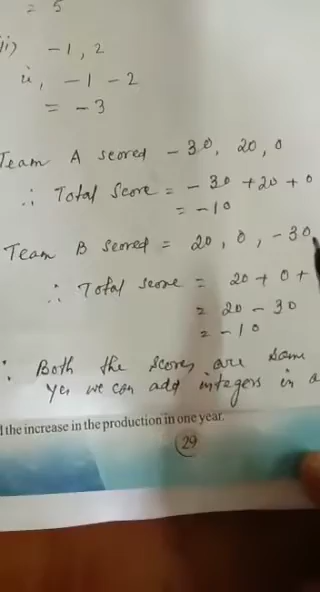 = 5
ii) -1, 2
ii, -1 - 2
= -3
Team A scored -30, 20, 0
∴ Total Score = -30 + 20 + 0
= -10
Team B scored = 20, 0, -30
∴ Total score = 20 + 0 +
= 20 - 30
= -10
∴ Both the scores are same
Yes we can add integers in a
d the increase in the production in one year.
29